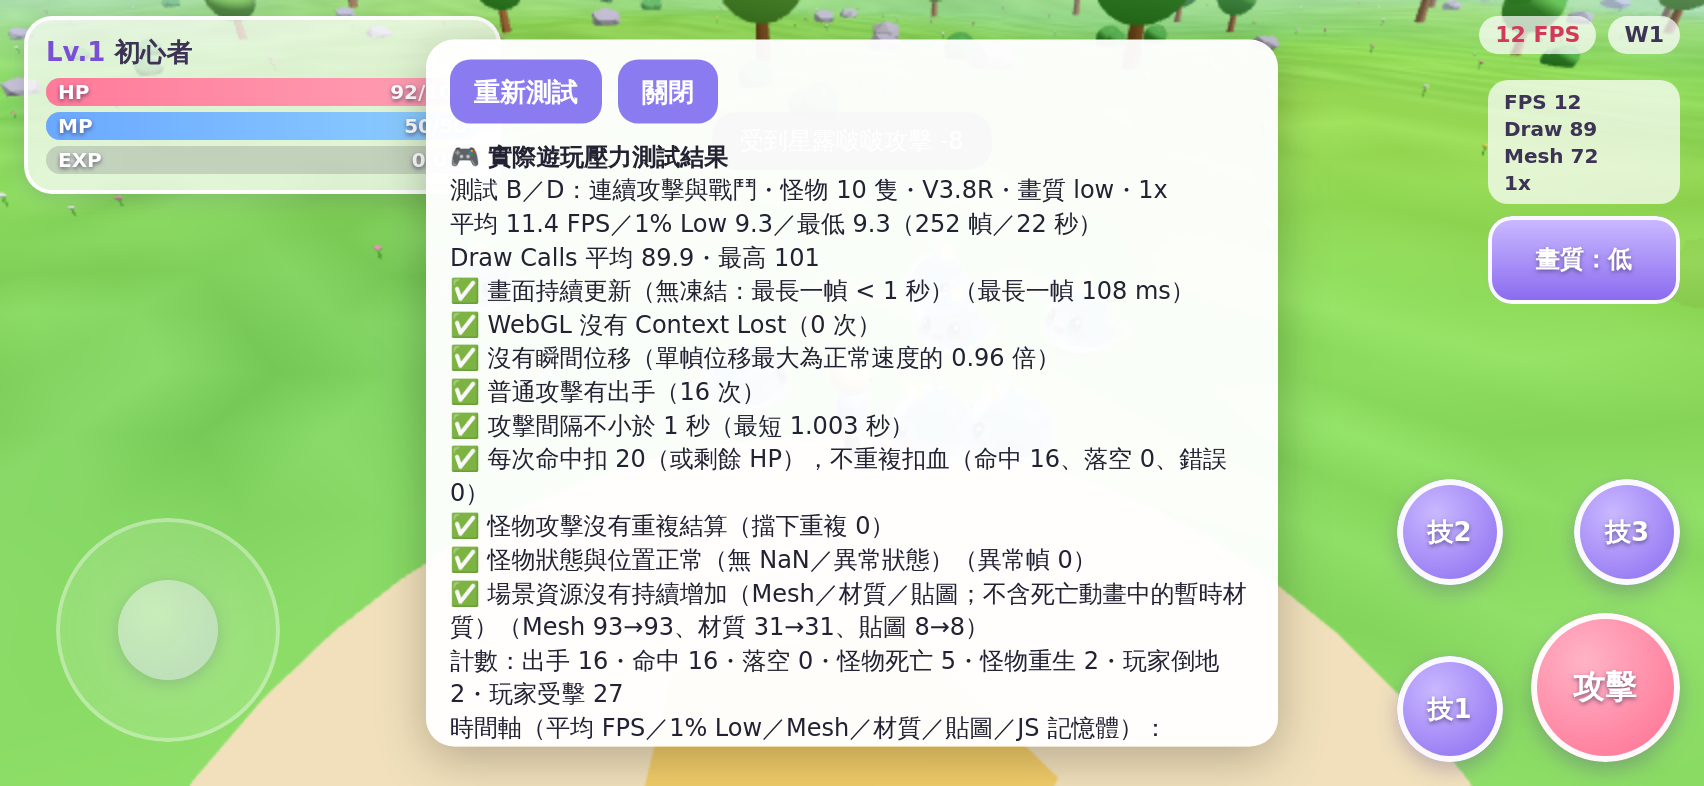 Lv.1 初心者
HP 92/
MP 50/50
EXP 0
12 FPS
W1
FPS 12
Draw 89
Mesh 72
1x
畫質：低
重新測試
關閉
受到星露啵啵攻擊 -8
🎮 實際遊玩壓力測試結果
測試 B／D：連續攻擊與戰鬥・怪物 10 隻・V3.8R・畫質 low・1x
平均 11.4 FPS／1% Low 9.3／最低 9.3（252 幀／22 秒）
Draw Calls 平均 89.9・最高 101
✅ 畫面持續更新（無凍結：最長一幀 < 1 秒）（最長一幀 108 ms）
✅ WebGL 沒有 Context Lost（0 次）
✅ 沒有瞬間位移（單幀位移最大為正常速度的 0.96 倍）
✅ 普通攻擊有出手（16 次）
✅ 攻擊間隔不小於 1 秒（最短 1.003 秒）
✅ 每次命中扣 20（或剩餘 HP），不重複扣血（命中 16、落空 0、錯誤
0）
✅ 怪物攻擊沒有重複結算（擋下重複 0）
✅ 怪物狀態與位置正常（無 NaN／異常狀態）（異常幀 0）
✅ 場景資源沒有持續增加（Mesh／材質／貼圖；不含死亡動畫中的暫時材
質）（Mesh 93→93、材質 31→31、貼圖 8→8）
計數：出手 16・命中 16・落空 0・怪物死亡 5・怪物重生 2・玩家倒地
2・玩家受擊 27
時間軸（平均 FPS／1% Low／Mesh／材質／貼圖／JS 記憶體）：
技2
技3
技1
攻擊